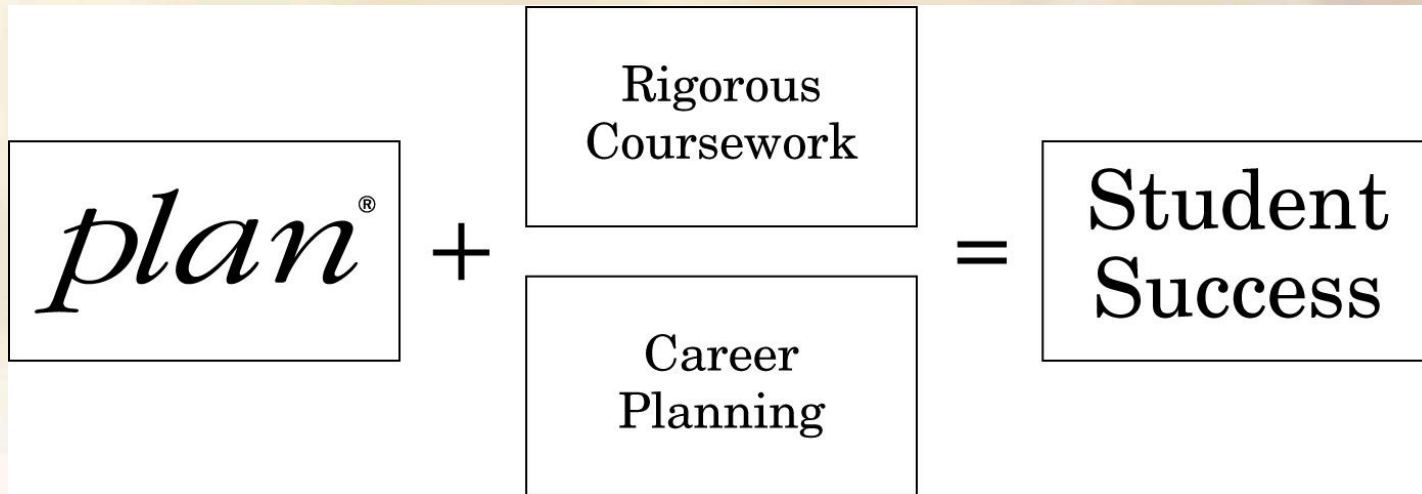 plan®
+
Rigorous
Coursework
Career
Planning
=
Student
Success